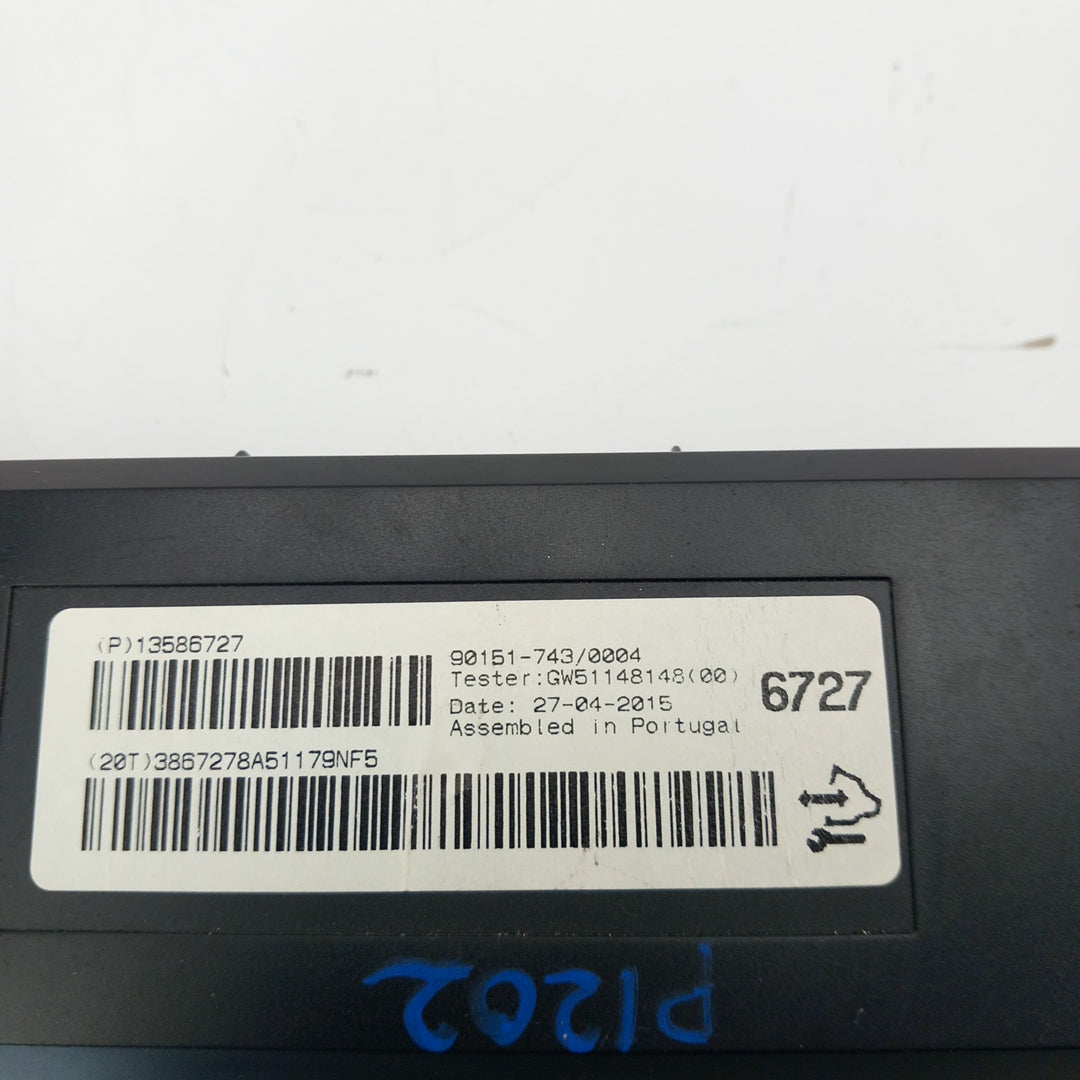 (P)13586727
90151-743/0004
Tester:GW51148148(00)
Date: 27-04-2015
Assembled in Portugal
6727
(20T)3867278A51179NF5
P1202